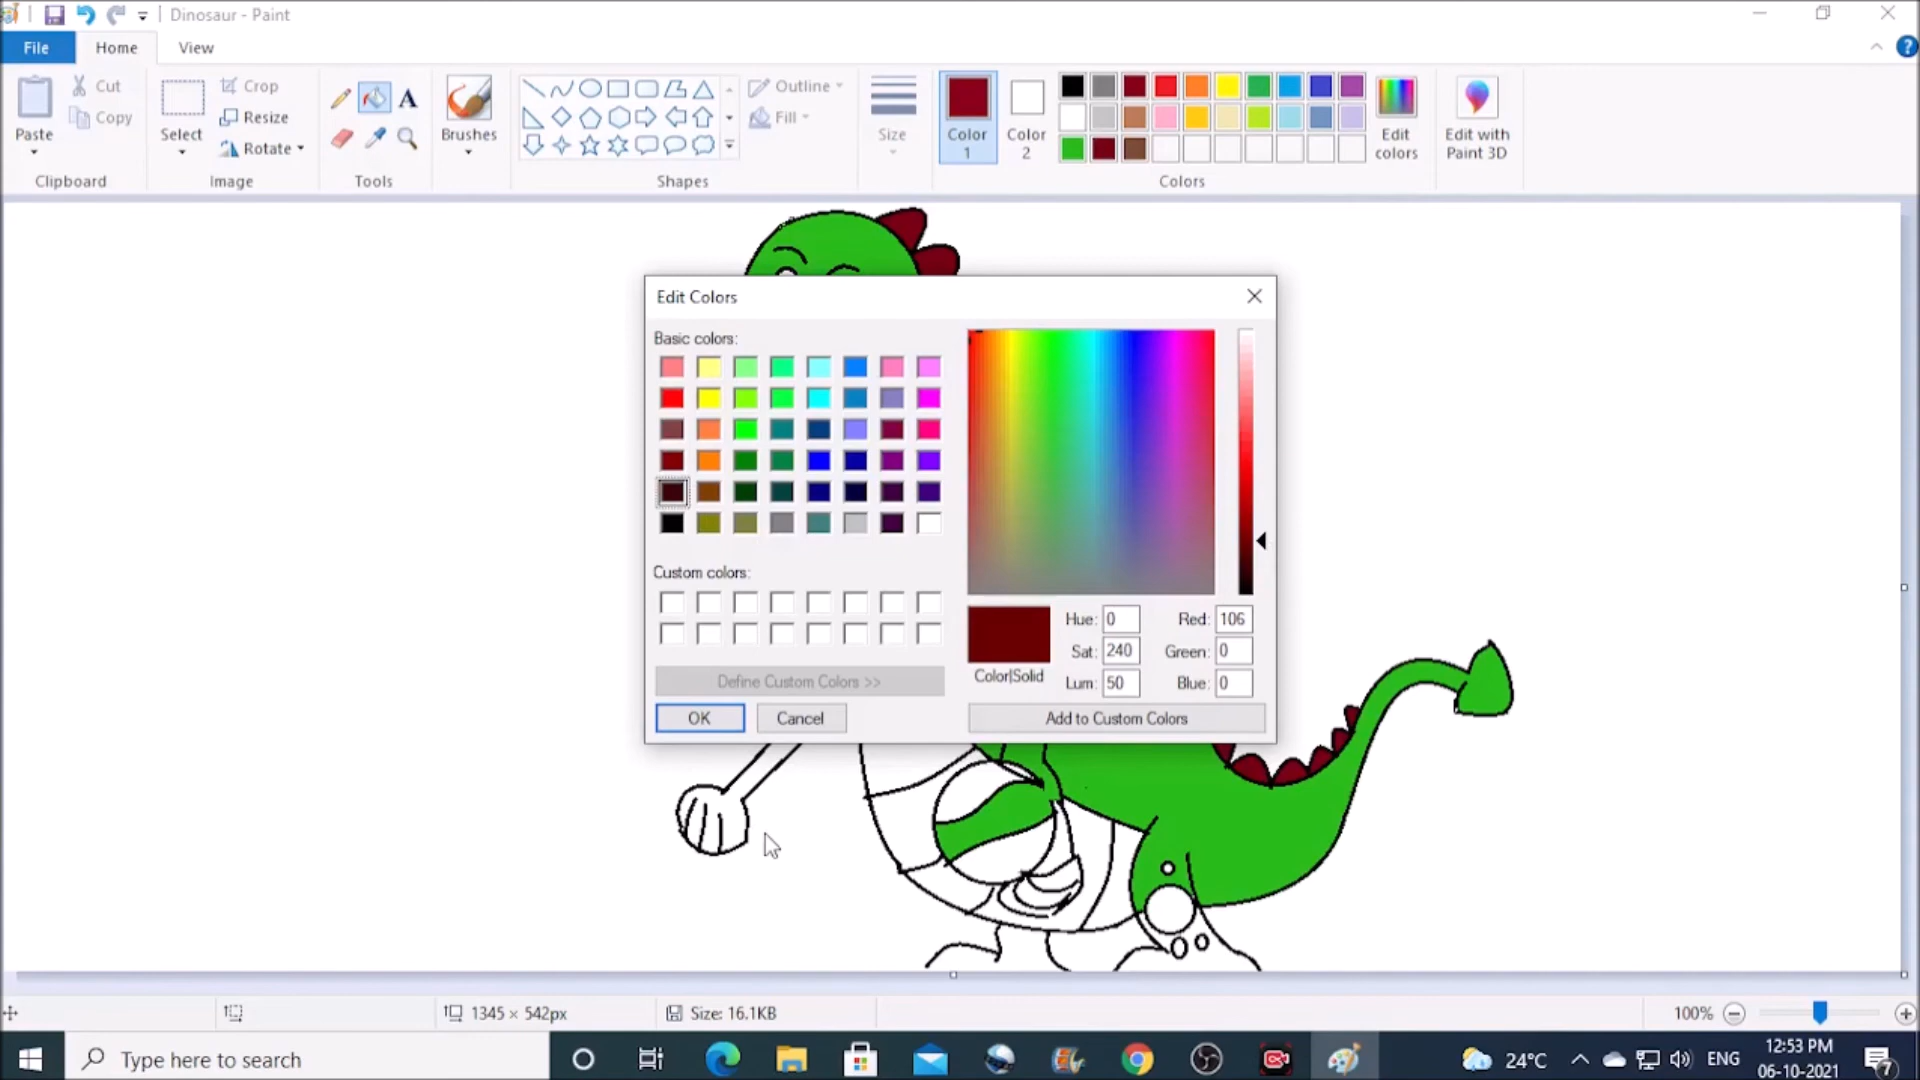 Dinosaur - Paint
File Home View
Paste Cut Copy Clipboard
Select Crop Resize Rotate Image
A
Tools
Brushes
Outline Fill
Shapes
Size
Color 1
Color 2
Edit colors
Colors
Edit with Paint 3D
Edit Colors
Basic colors:
Custom colors:
Define Custom Colors >>
OK Cancel
Color|Solid
Hue: 0 Red: 106
Sat: 240 Green: 0
Lum: 50 Blue: 0
Add to Custom Colors
1345 × 542px
Size: 16.1KB
100%
Type here to search
24°C
ENG
12:53 PM
06-10-2021
7